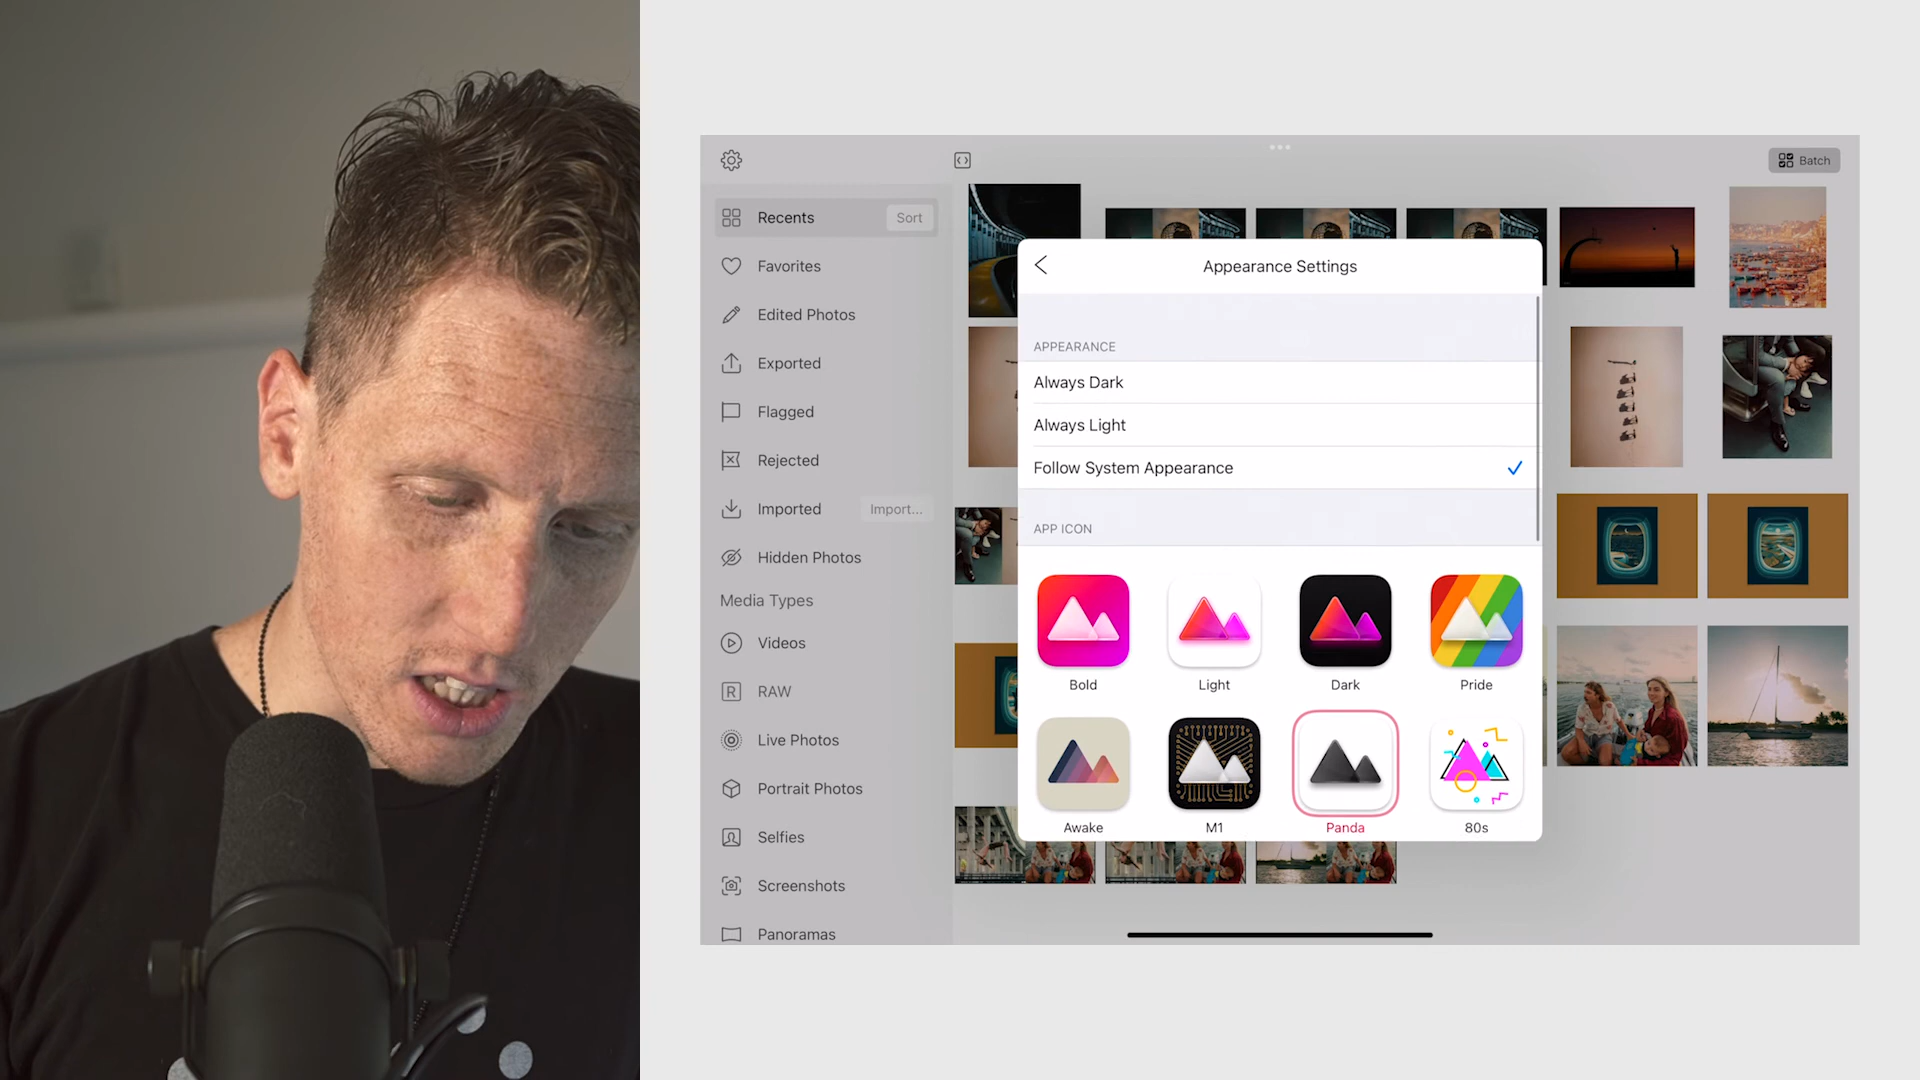 Batch
Recents
Sort
Favorites
Edited Photos
Exported
Flagged
Rejected
Imported
Import...
Hidden Photos
Media Types
Videos
RAW
Live Photos
Portrait Photos
Selfies
Screenshots
Panoramas
Appearance Settings
APPEARANCE
Always Dark
Always Light
Follow System Appearance
APP ICON
Bold
Light
Dark
Pride
Awake
M1
Panda
80s